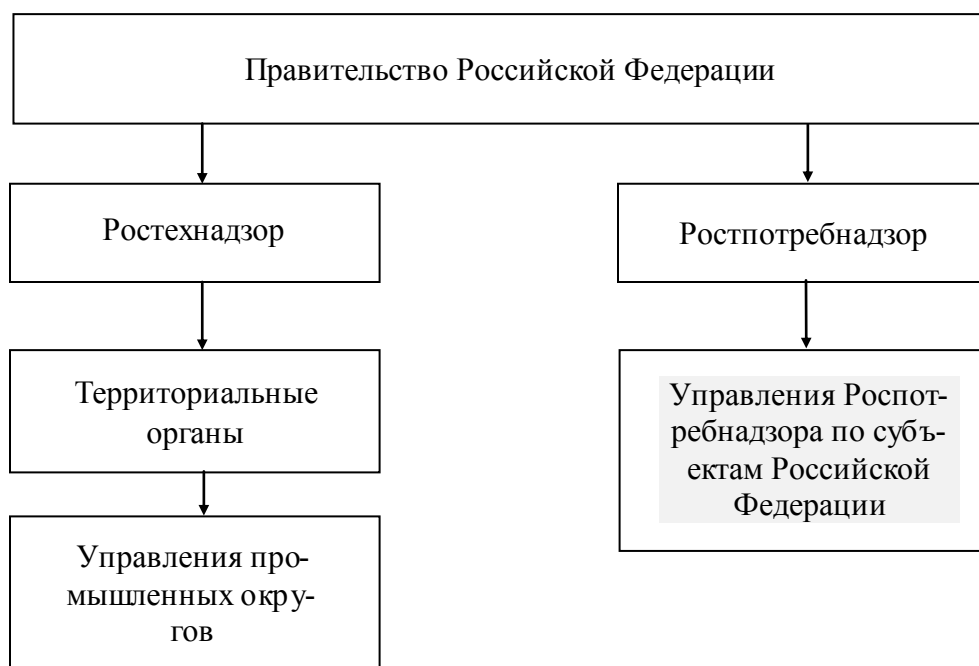 Правительство Российской Федерации
Ростехнадзор
Ростпотребнадзор
Территориальные
органы
Управления Роспот-
ребнадзора по субъ-
ектам Российской
Федерации
Управления про-
мышленных окру-
гов